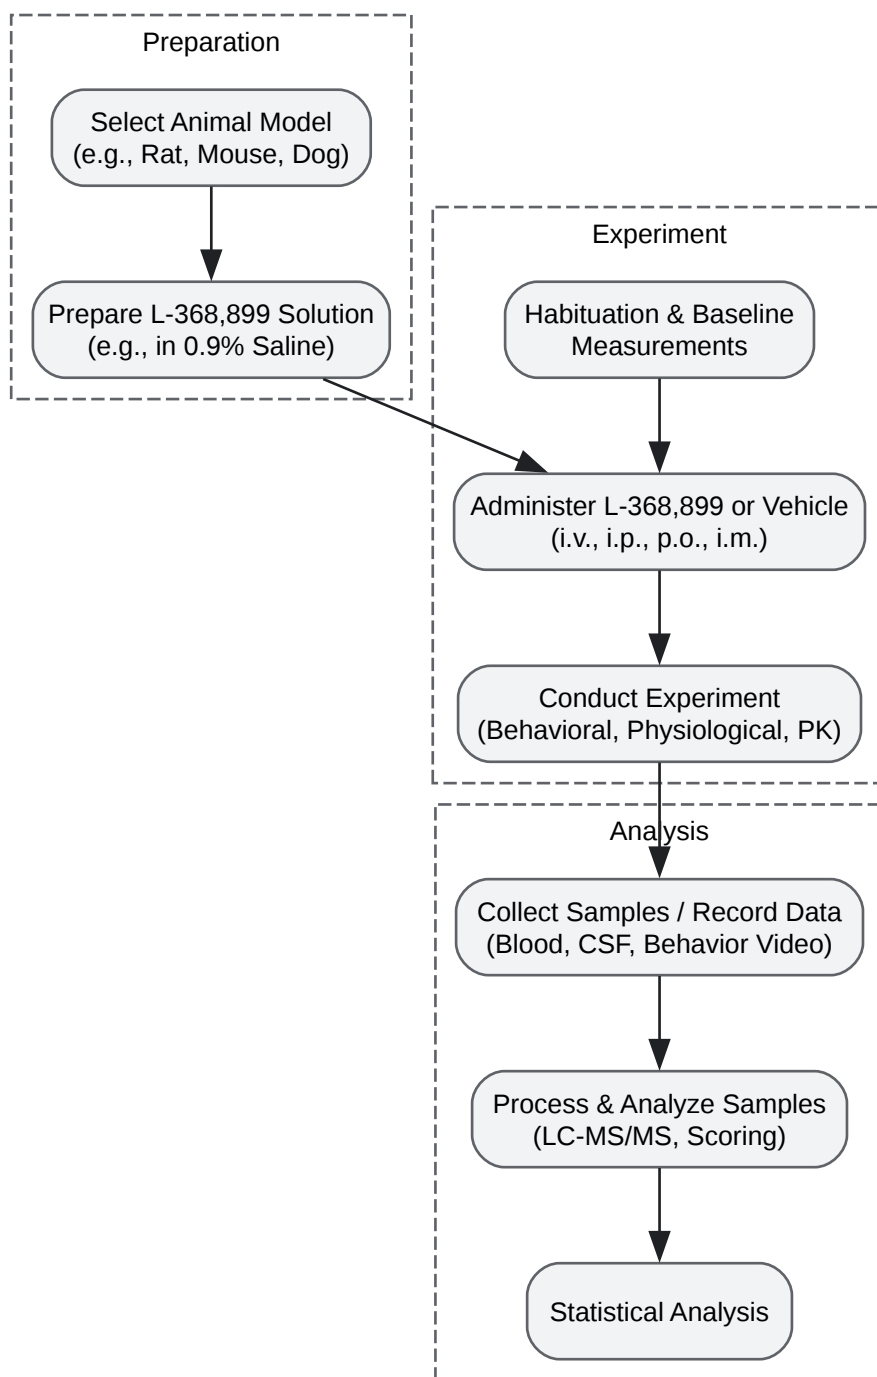 Preparation
Select Animal Model
(e.g., Rat, Mouse, Dog)
Prepare L-368,899 Solution
(e.g., in 0.9% Saline)
Experiment
Habituation & Baseline
Measurements
Administer L-368,899 or Vehicle
(i.v., i.p., p.o., i.m.)
Conduct Experiment
(Behavioral, Physiological, PK)
Analysis
Collect Samples / Record Data
(Blood, CSF, Behavior Video)
Process & Analyze Samples
(LC-MS/MS, Scoring)
Statistical Analysis